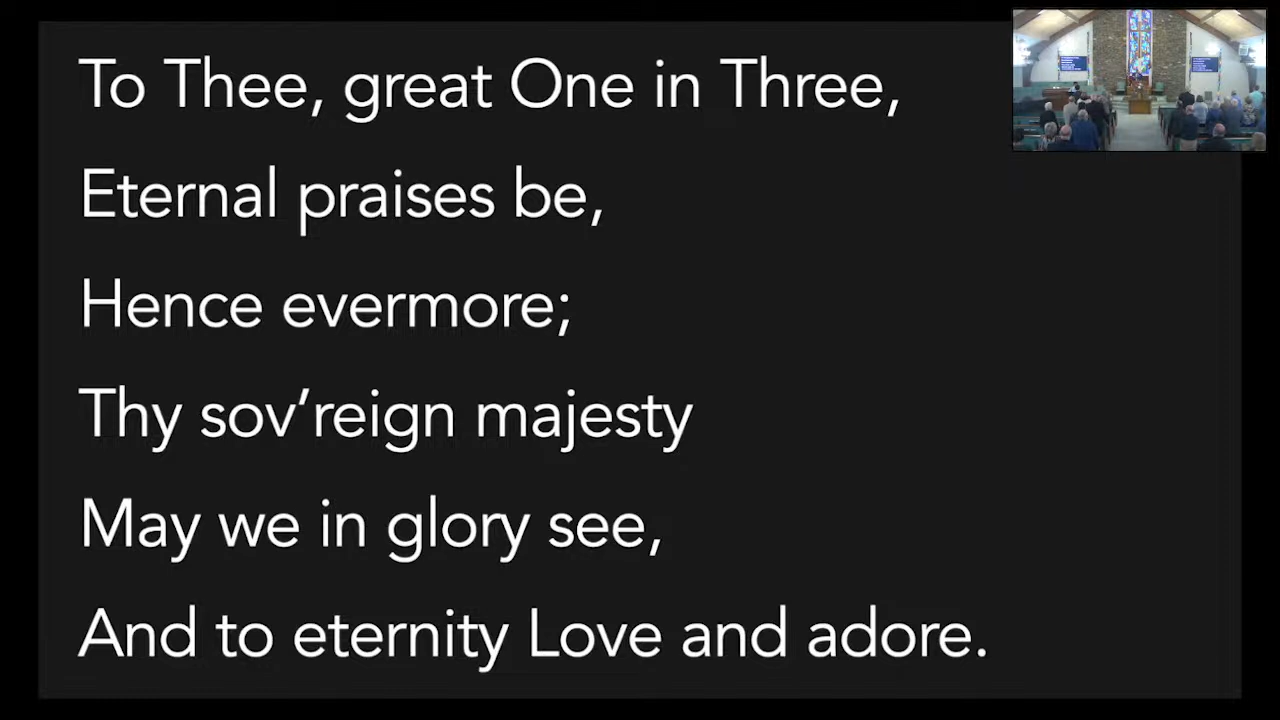 To Thee, great One in Three,
Eternal praises be,
Hence evermore;
Thy sov’reign majesty
May we in glory see,
And to eternity Love and adore.